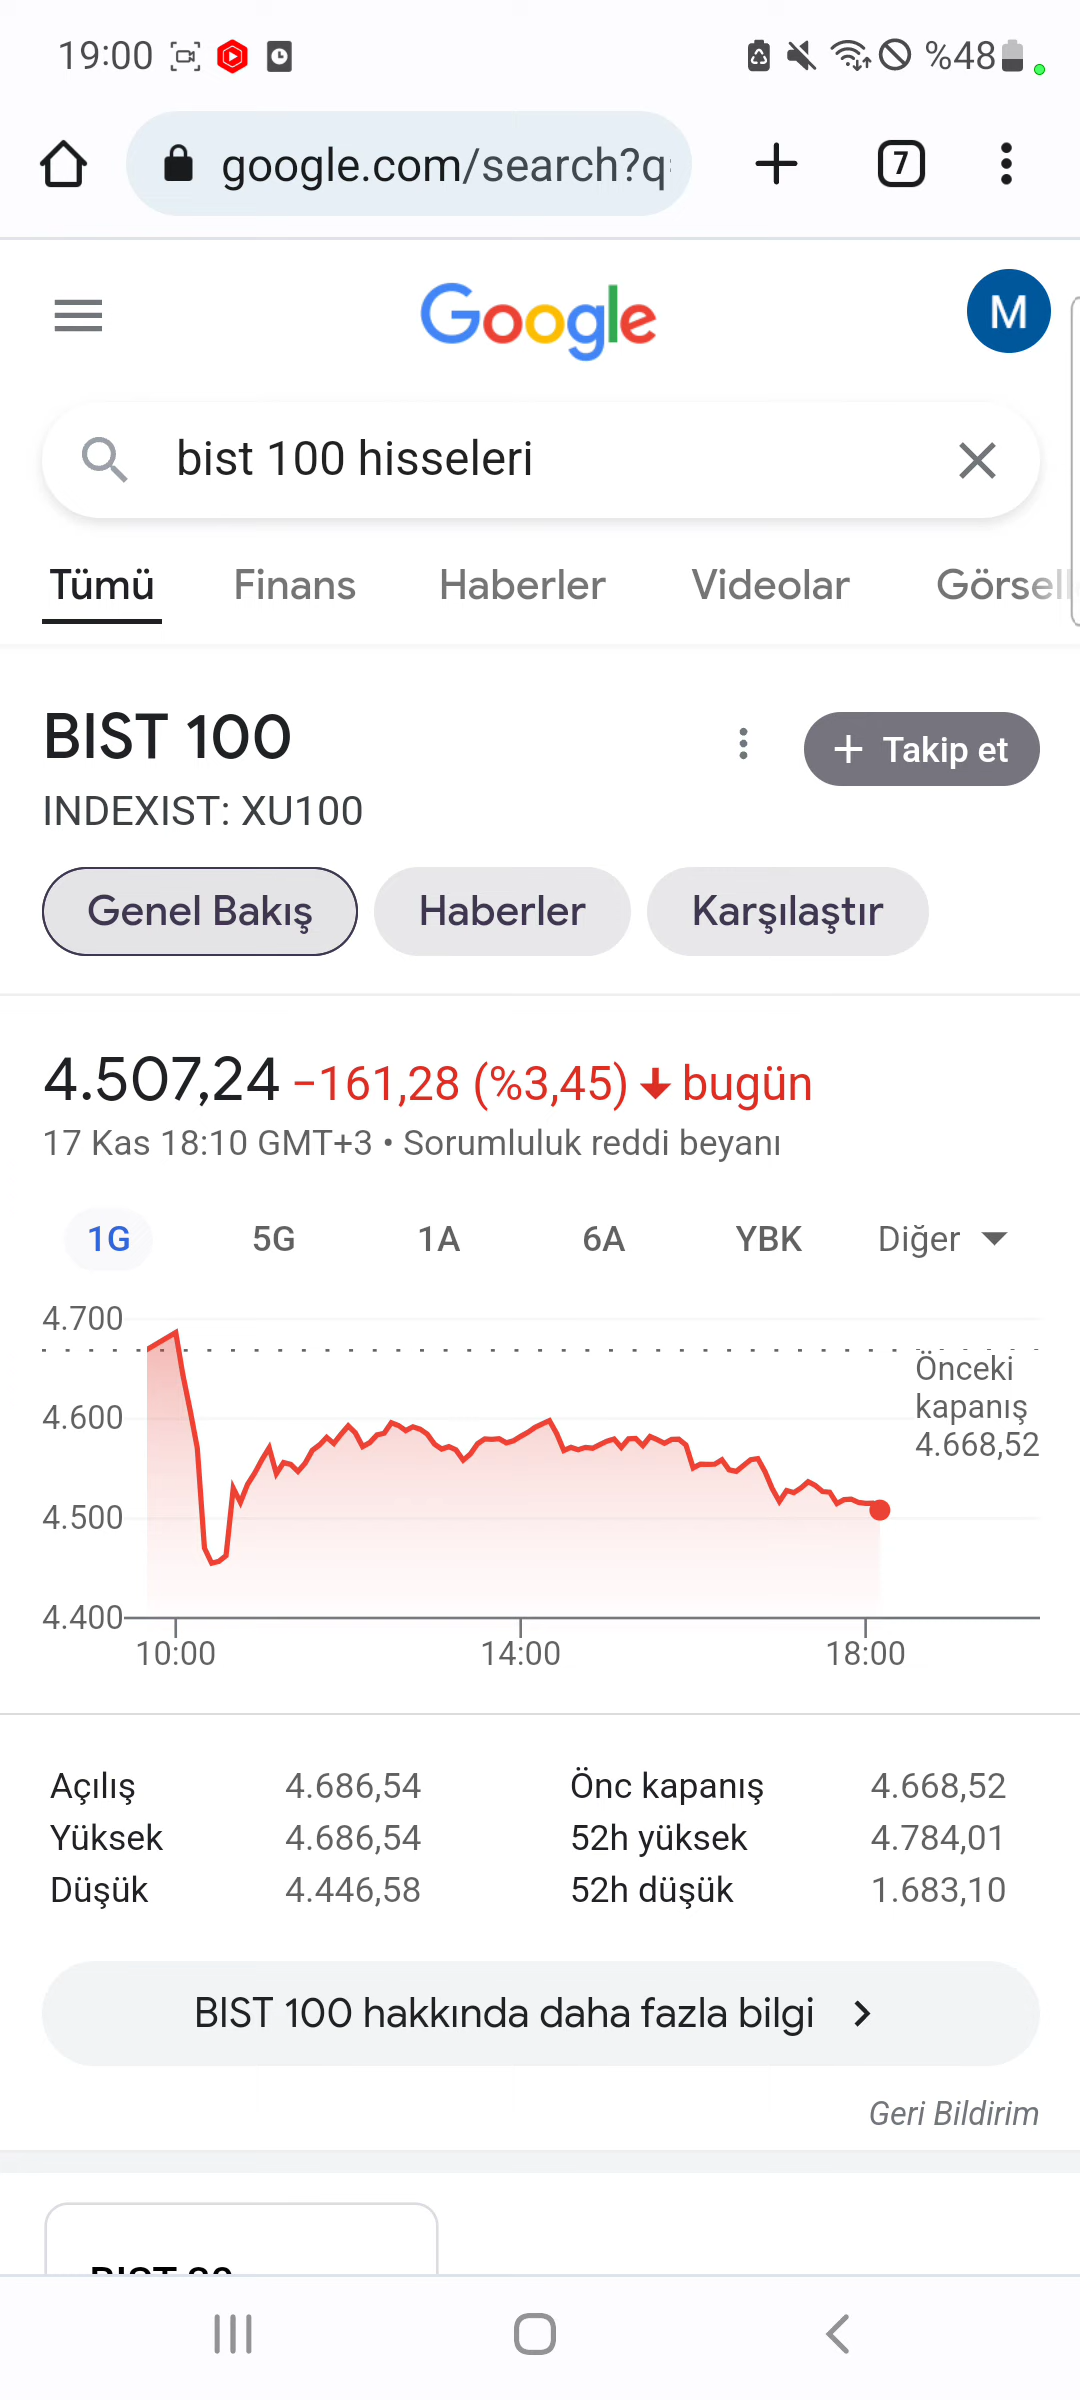 19:00
%48
google.com/search?q
7
Google
M
bist 100 hisseleri
Tümü Finans Haberler Videolar Görsell
BIST 100
+ Takip et
INDEXIST: XU100
Genel Bakış Haberler Karşılaştır
4.507,24 −161,28 (%3,45) ↓ bugün
17 Kas 18:10 GMT+3 • Sorumluluk reddi beyanı
1G 5G 1A 6A YBK Diğer
4.700
4.600
4.500
4.400
Önceki
kapanış
4.668,52
10:00 14:00 18:00
Açılış 4.686,54 Önc kapanış 4.668,52
Yüksek 4.686,54 52h yüksek 4.784,01
Düşük 4.446,58 52h düşük 1.683,10
BIST 100 hakkında daha fazla bilgi
Geri Bildirim